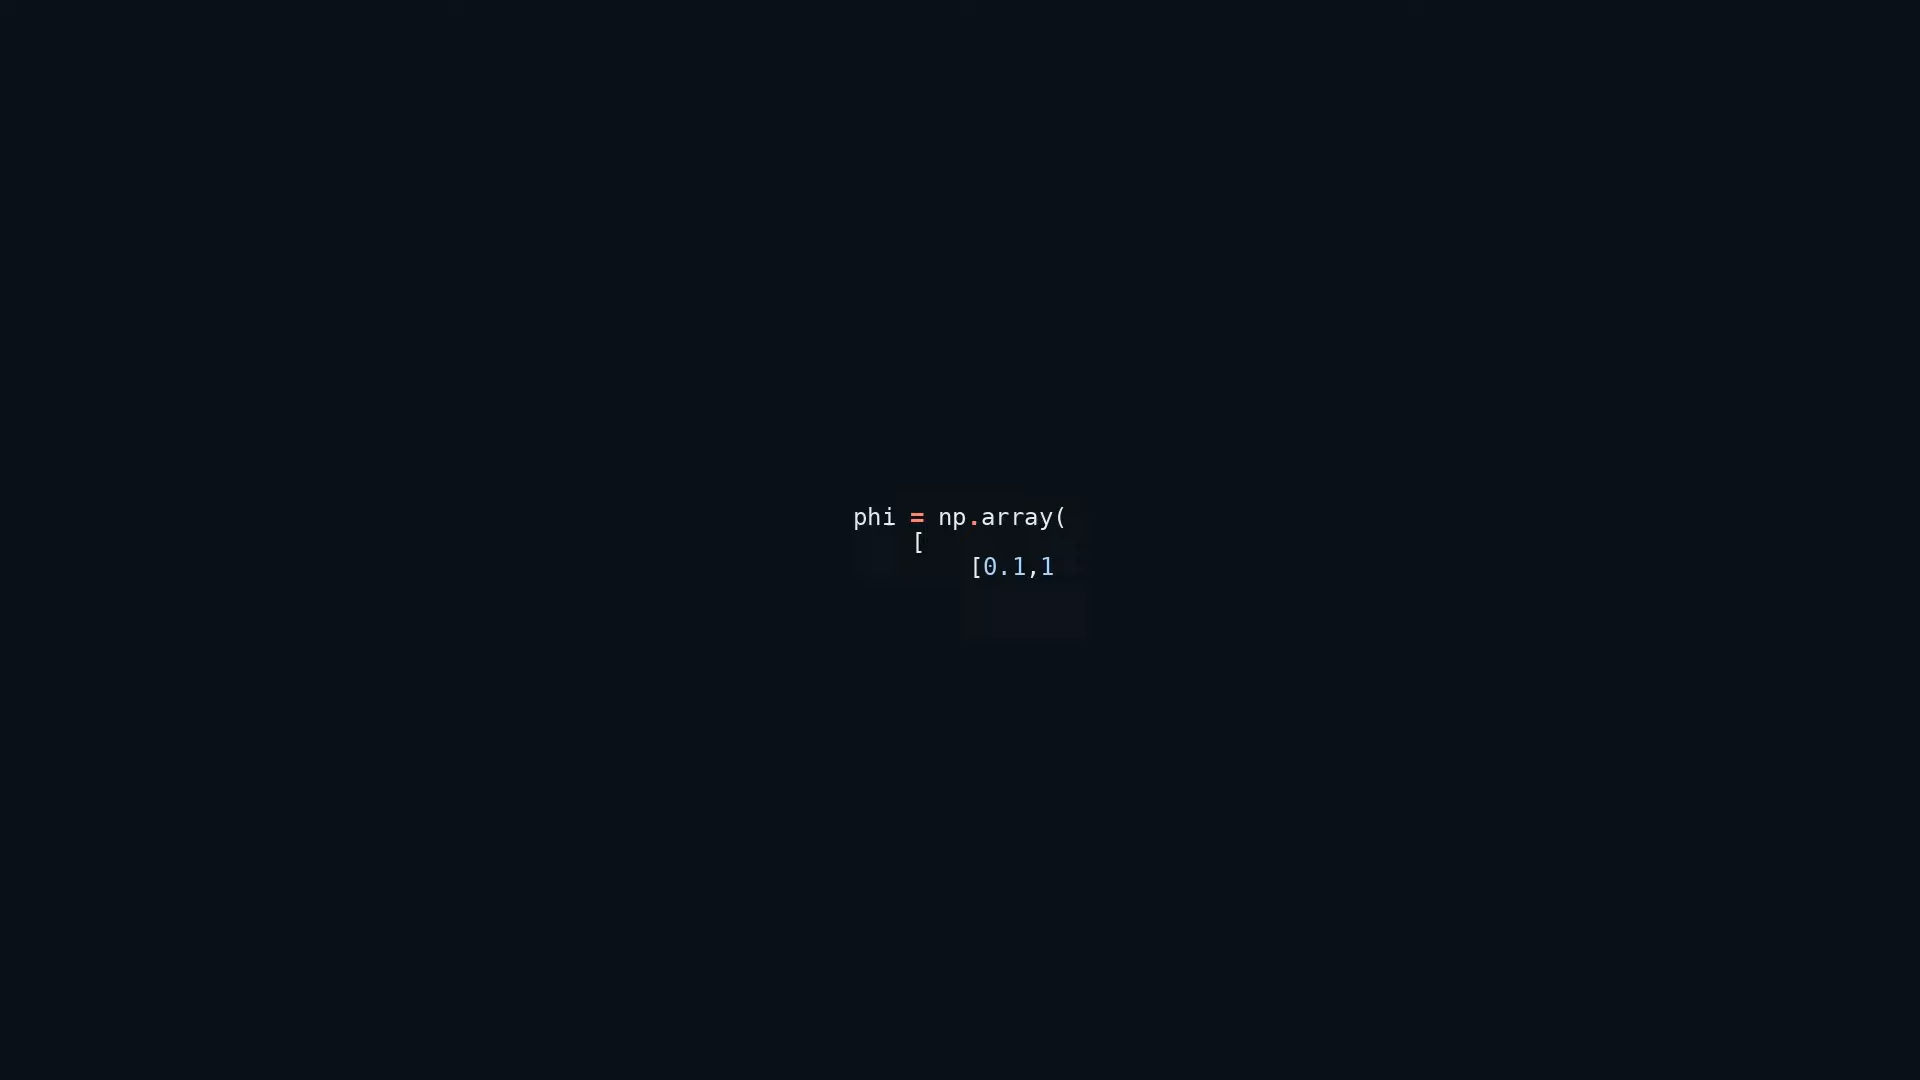 phi = np.array(
[
[0.1,1